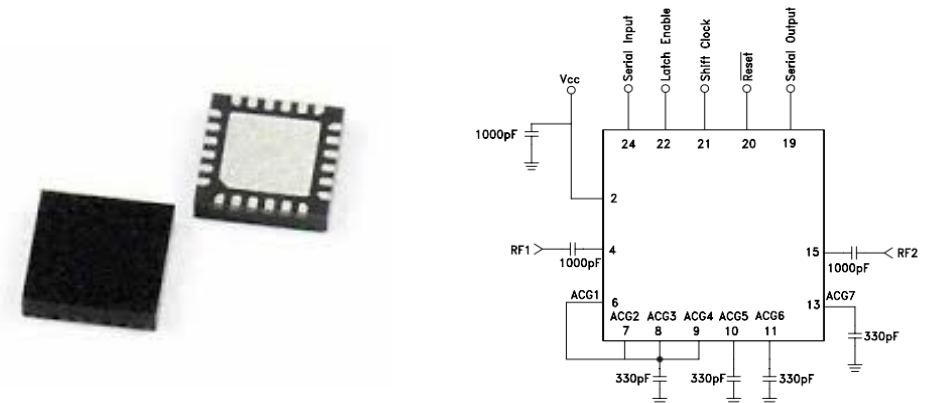 Serial Input
Latch Enable
Shift Clock
Reset
Serial Output
Vcc
1000pF
24
22
21
20
19
2
RF1
4
1000pF
15
RF2
1000pF
ACG1
6
13
ACG7
ACG2
ACG3
ACG4
ACG5
ACG6
7
8
9
10
11
330pF
330pF
330pF
330pF